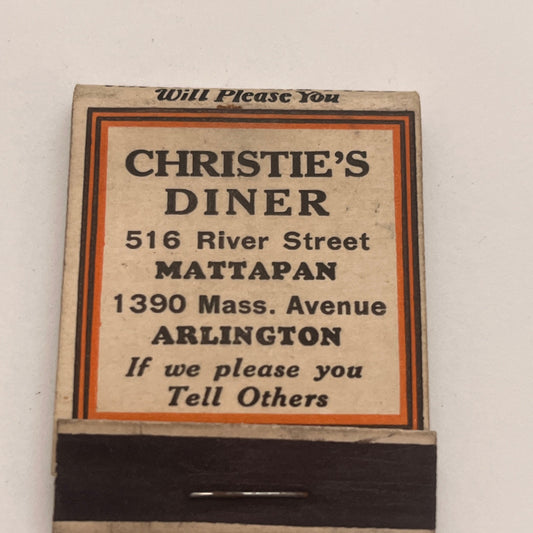 Will Please You
CHRISTIE'S
DINER
516 River Street
MATTAPAN
1390 Mass. Avenue
ARLINGTON
If we please you
Tell Others